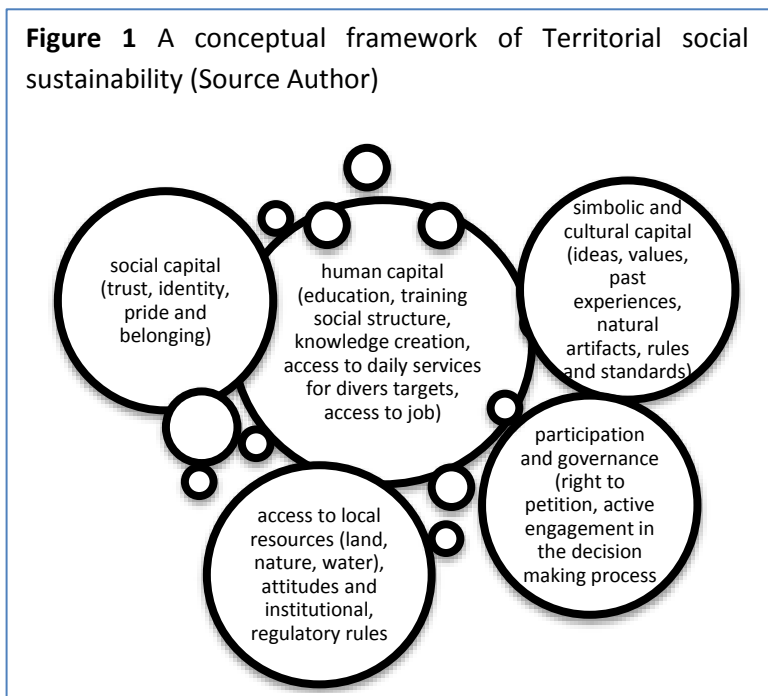 Figure 1 A conceptual framework of Territorial social
sustainability (Source Author)
social capital
(trust, identity,
pride and
belonging)
human capital
(education, training
social structure,
knowledge creation,
access to daily services
for divers targets,
access to job)
simbolic and
cultural capital
(ideas, values,
past
experiences,
natural
artifacts, rules
and standards)
participation
and governance
(right to
petition, active
engagement in
the decision
making process
access to local
resources (land,
nature, water),
attitudes and
institutional,
regulatory rules